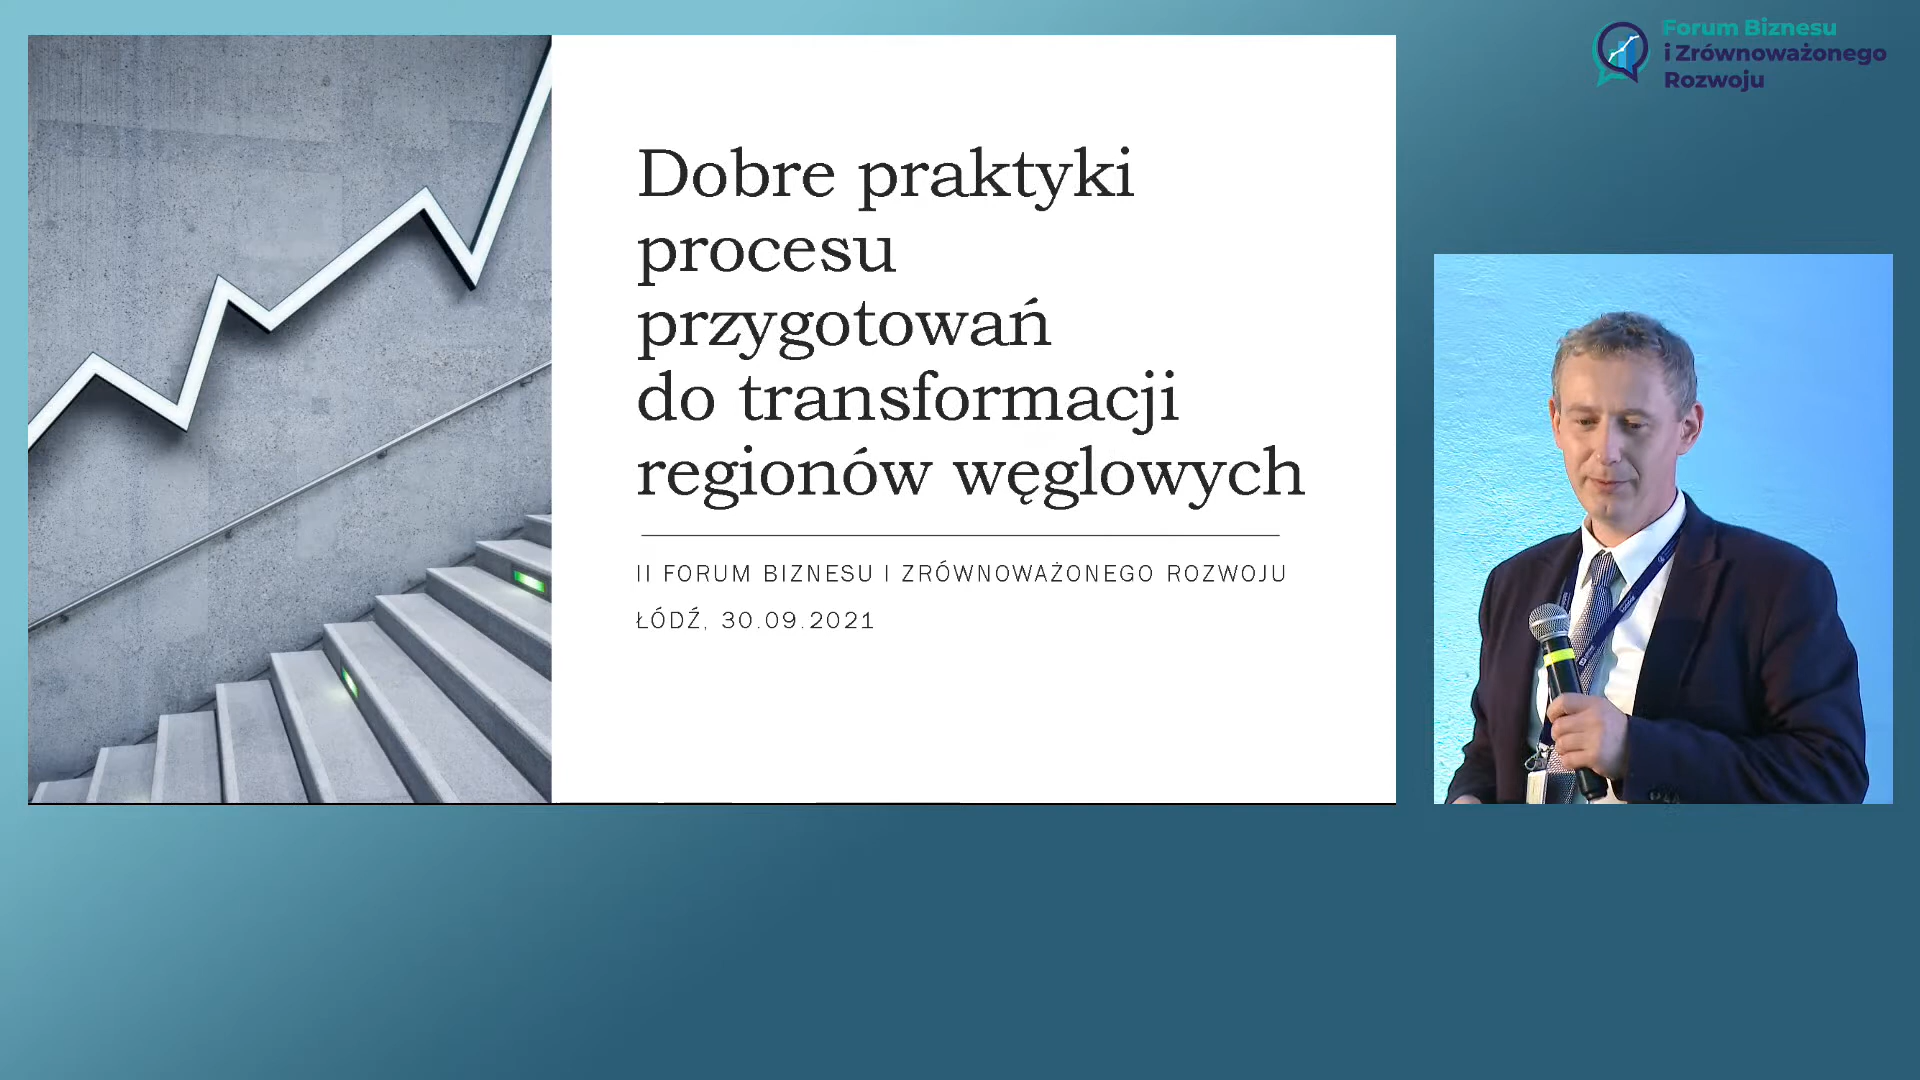 Forum Biznesu
i Zrównoważonego
Rozwoju
Dobre praktyki
procesu
przygotowań
do transformacji
regionów węglowych
II FORUM BIZNESU I ZRÓWNOWAŻONEGO ROZWOJU
ŁÓDŹ, 30.09.2021